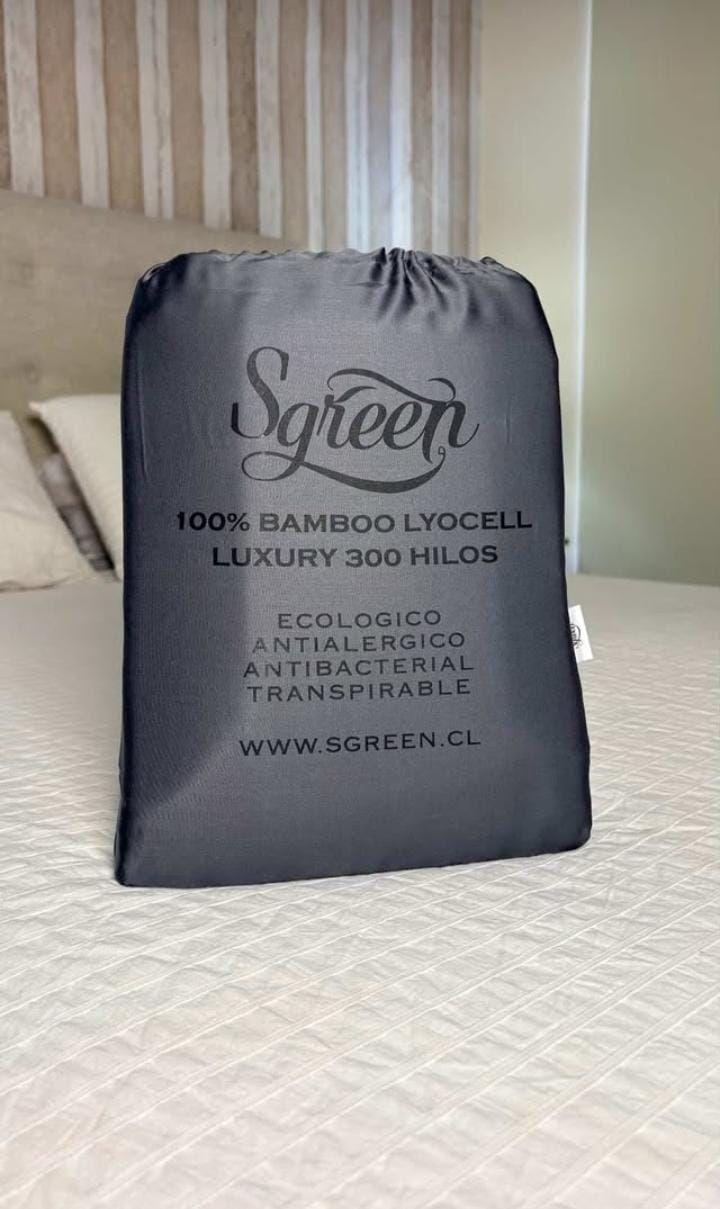 Sgreen
100% BAMBOO LYOCELL
LUXURY 300 HILOS
ECOLOGICO
ANTIALERGICO
ANTIBACTERIAL
TRANSPIRABLE
WWW.SGREEN.CL